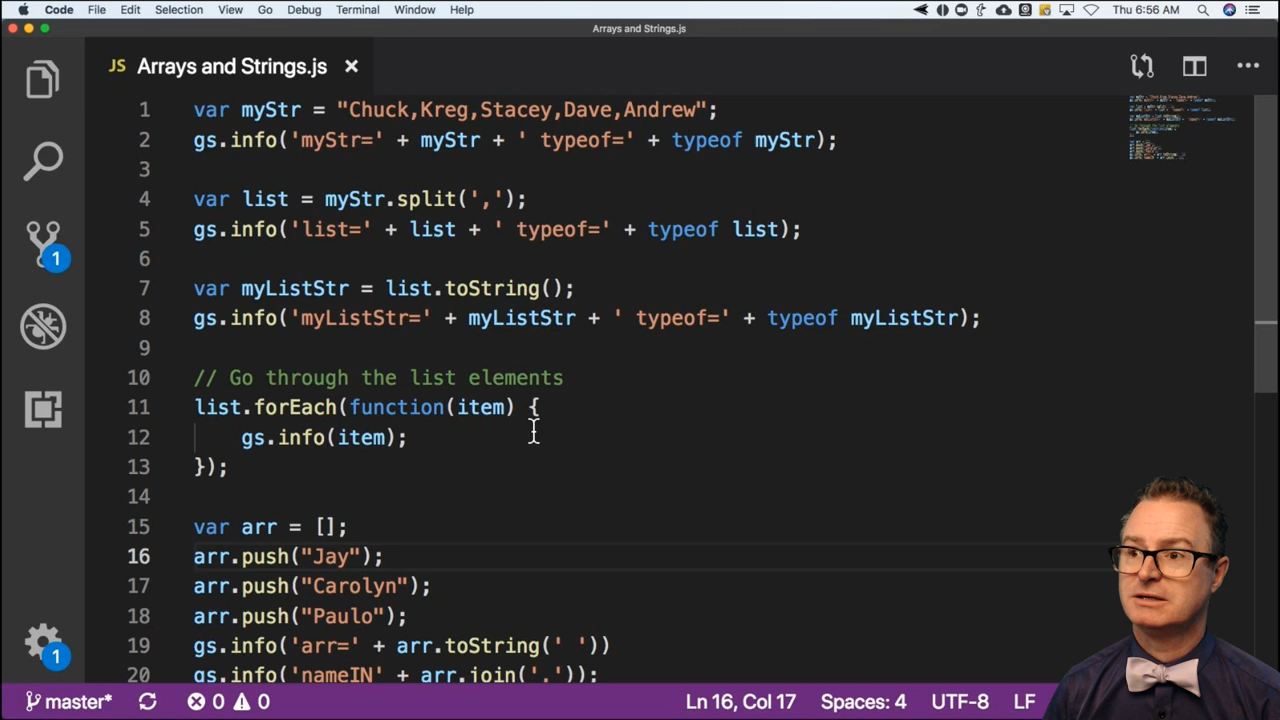 Code File Edit Selection View Go Debug Terminal Window Help Thu 6:56 AM
Arrays and Strings.js
JS Arrays and Strings.js
1 var myStr = "Chuck,Kreg,Stacey,Dave,Andrew";
2 gs.info('myStr=' + myStr + ' typeof=' + typeof myStr);
3
4 var list = myStr.split(',');
5 gs.info('list=' + list + ' typeof=' + typeof list);
6
7 var myListStr = list.toString();
8 gs.info('myListStr=' + myListStr + ' typeof=' + typeof myListStr);
9
10 // Go through the list elements
11 list.forEach(function(item) {
12 gs.info(item);
13 });
14
15 var arr = [];
16 arr.push("Jay");
17 arr.push("Carolyn");
18 arr.push("Paulo");
19 gs.info('arr=' + arr.toString(' '))
20 gs.info('nameIN' + arr.join(','));
1
1
master* 0 0 Ln 16, Col 17 Spaces: 4 UTF-8 LF